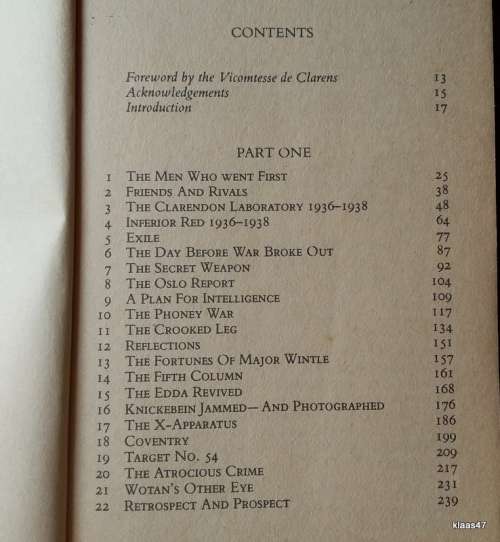 CONTENTS
Foreword by the Vicomtesse de Clarens 13
Acknowledgements 15
Introduction 17
PART ONE
1 The Men Who went First 25
2 Friends And Rivals 38
3 The Clarendon Laboratory 1936–1938 48
4 Inferior Red 1936–1938 64
5 Exile 77
6 The Day Before War Broke Out 87
7 The Secret Weapon 92
8 The Oslo Report 104
9 A Plan For Intelligence 109
10 The Phoney War 117
11 The Crooked Leg 134
12 Reflections 151
13 The Fortunes Of Major Wintle 157
14 The Fifth Column 161
15 The Edda Revived 168
16 Knickebein Jammed— And Photographed 176
17 The X-Apparatus 186
18 Coventry 199
19 Target No. 54 209
20 The Atrocious Crime 217
21 Wotan's Other Eye 231
22 Retrospect And Prospect 239
klaas47